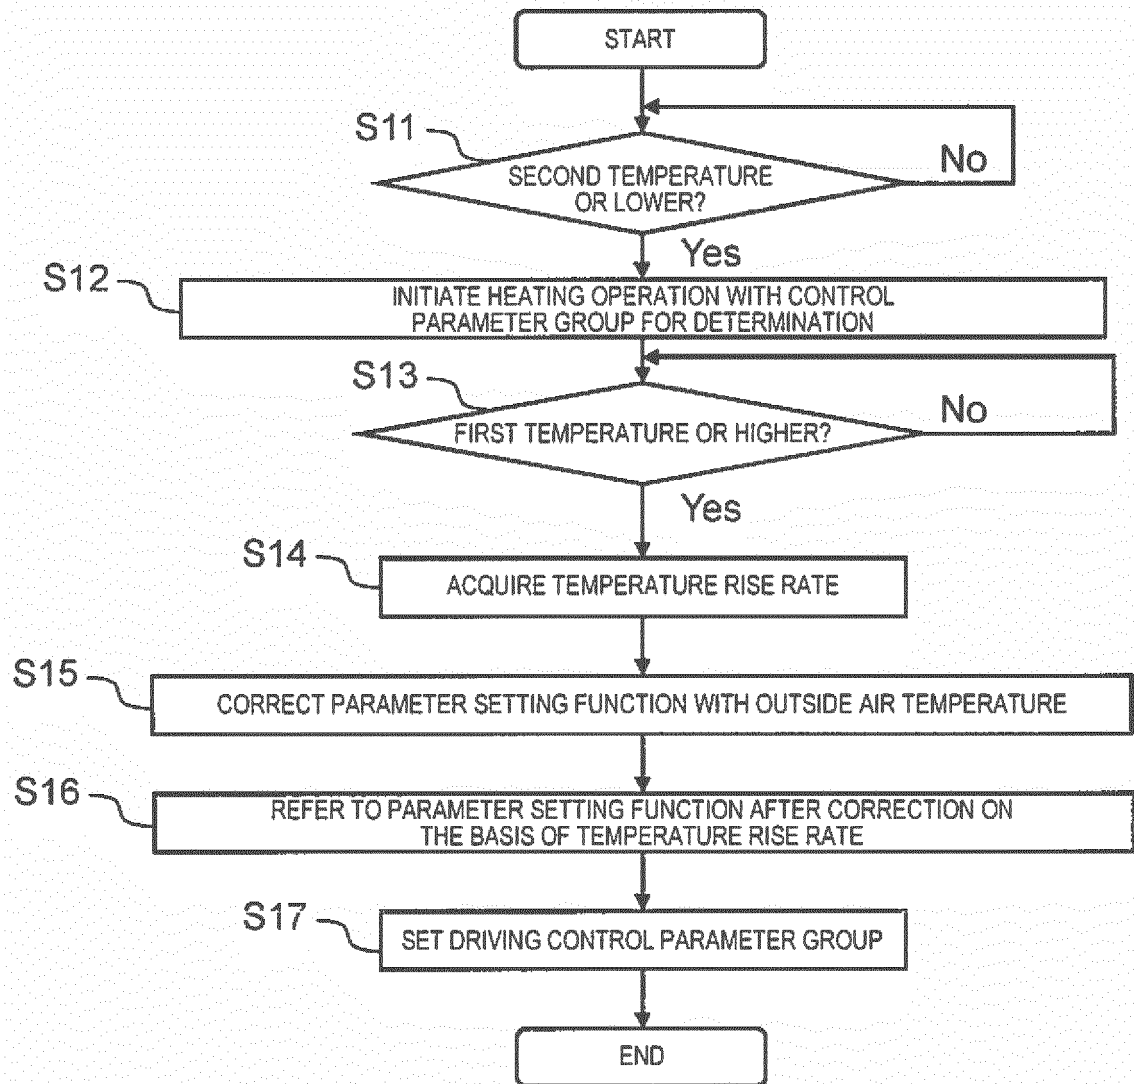 START
S11
SECOND TEMPERATURE
OR LOWER?
No
Yes
S12
INITIATE HEATING OPERATION WITH CONTROL
PARAMETER GROUP FOR DETERMINATION
S13
FIRST TEMPERATURE OR HIGHER?
No
Yes
S14
ACQUIRE TEMPERATURE RISE RATE
S15
CORRECT PARAMETER SETTING FUNCTION WITH OUTSIDE AIR TEMPERATURE
S16
REFER TO PARAMETER SETTING FUNCTION AFTER CORRECTION ON
THE BASIS OF TEMPERATURE RISE RATE
S17
SET DRIVING CONTROL PARAMETER GROUP
END